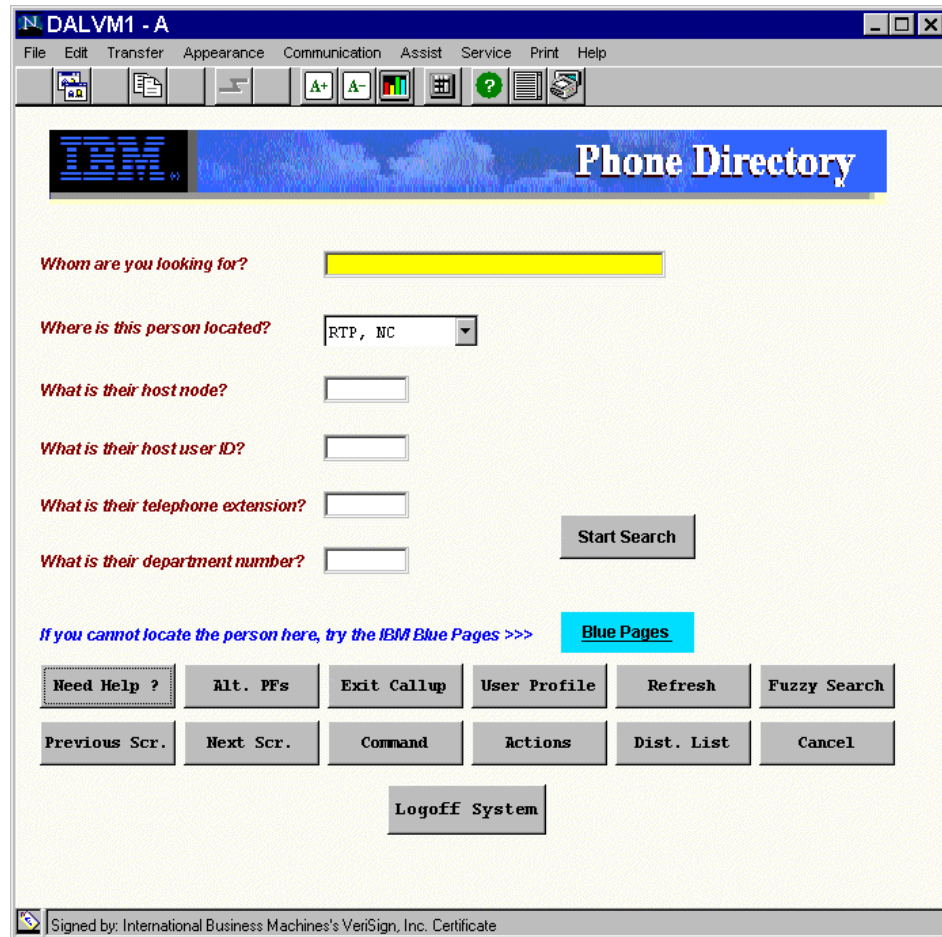 DALVM1 - A
File Edit Transfer Appearance Communication Assist Service Print Help
A+ A- ?
IBM Phone Directory
Whom are you looking for?
Where is this person located? RTP, NC
What is their host node?
What is their host user ID?
What is their telephone extension?
Start Search
What is their department number?
If you cannot locate the person here, try the IBM Blue Pages >>> Blue Pages
Need Help ? Alt. PFs Exit Callup User Profile Refresh Fuzzy Search
Previous Scr. Next Scr. Command Actions Dist. List Cancel
Logoff System
Signed by: International Business Machines's VeriSign, Inc. Certificate